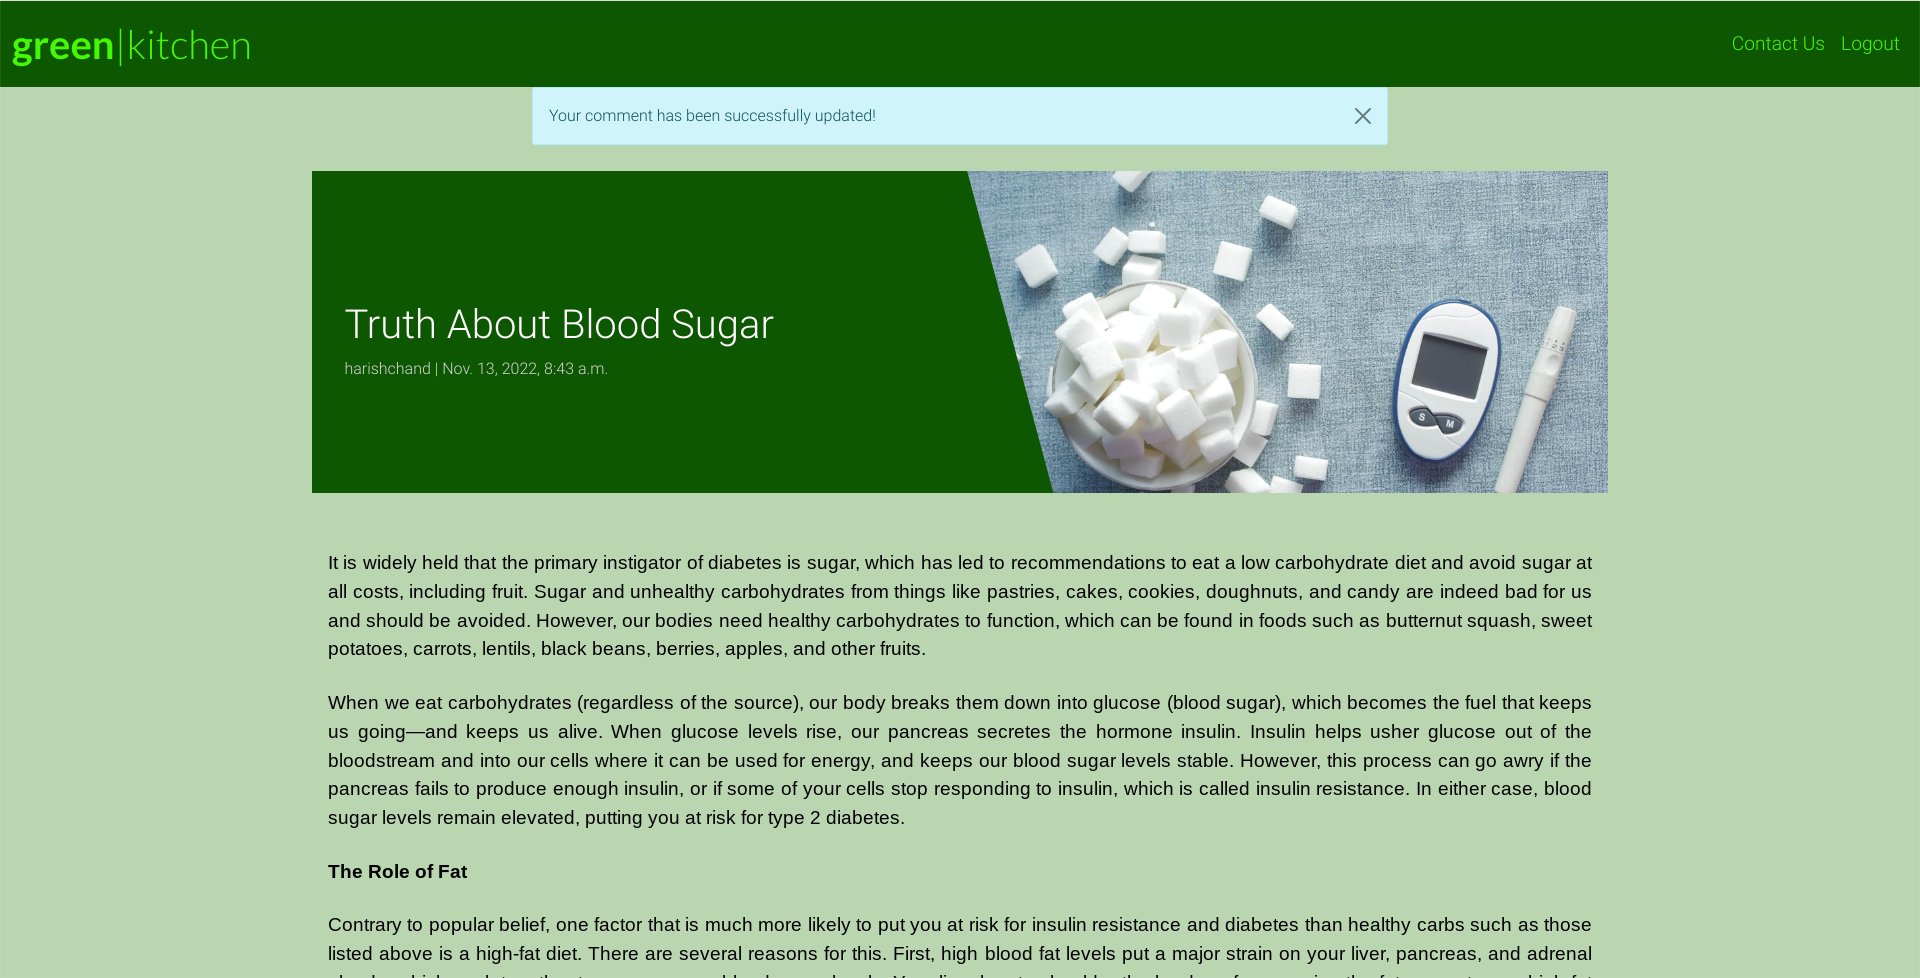 green|kitchen
Contact Us Logout
Your comment has been successfully updated!
Truth About Blood Sugar
harishchand | Nov. 13, 2022, 8:43 a.m.
S M
It is widely held that the primary instigator of diabetes is sugar, which has led to recommendations to eat a low carbohydrate diet and avoid sugar at
all costs, including fruit. Sugar and unhealthy carbohydrates from things like pastries, cakes, cookies, doughnuts, and candy are indeed bad for us
and should be avoided. However, our bodies need healthy carbohydrates to function, which can be found in foods such as butternut squash, sweet
potatoes, carrots, lentils, black beans, berries, apples, and other fruits.
When we eat carbohydrates (regardless of the source), our body breaks them down into glucose (blood sugar), which becomes the fuel that keeps
us going—and keeps us alive. When glucose levels rise, our pancreas secretes the hormone insulin. Insulin helps usher glucose out of the
bloodstream and into our cells where it can be used for energy, and keeps our blood sugar levels stable. However, this process can go awry if the
pancreas fails to produce enough insulin, or if some of your cells stop responding to insulin, which is called insulin resistance. In either case, blood
sugar levels remain elevated, putting you at risk for type 2 diabetes.
The Role of Fat
Contrary to popular belief, one factor that is much more likely to put you at risk for insulin resistance and diabetes than healthy carbs such as those
listed above is a high-fat diet. There are several reasons for this. First, high blood fat levels put a major strain on your liver, pancreas, and adrenal